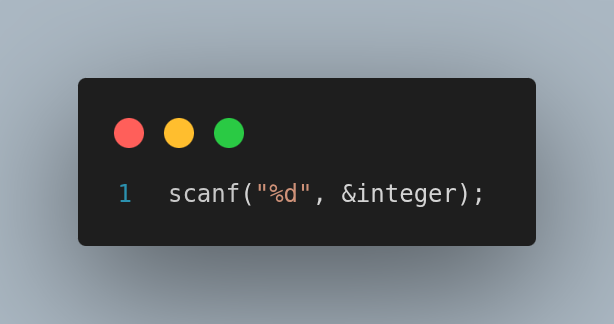 1 scanf("%d", &integer);